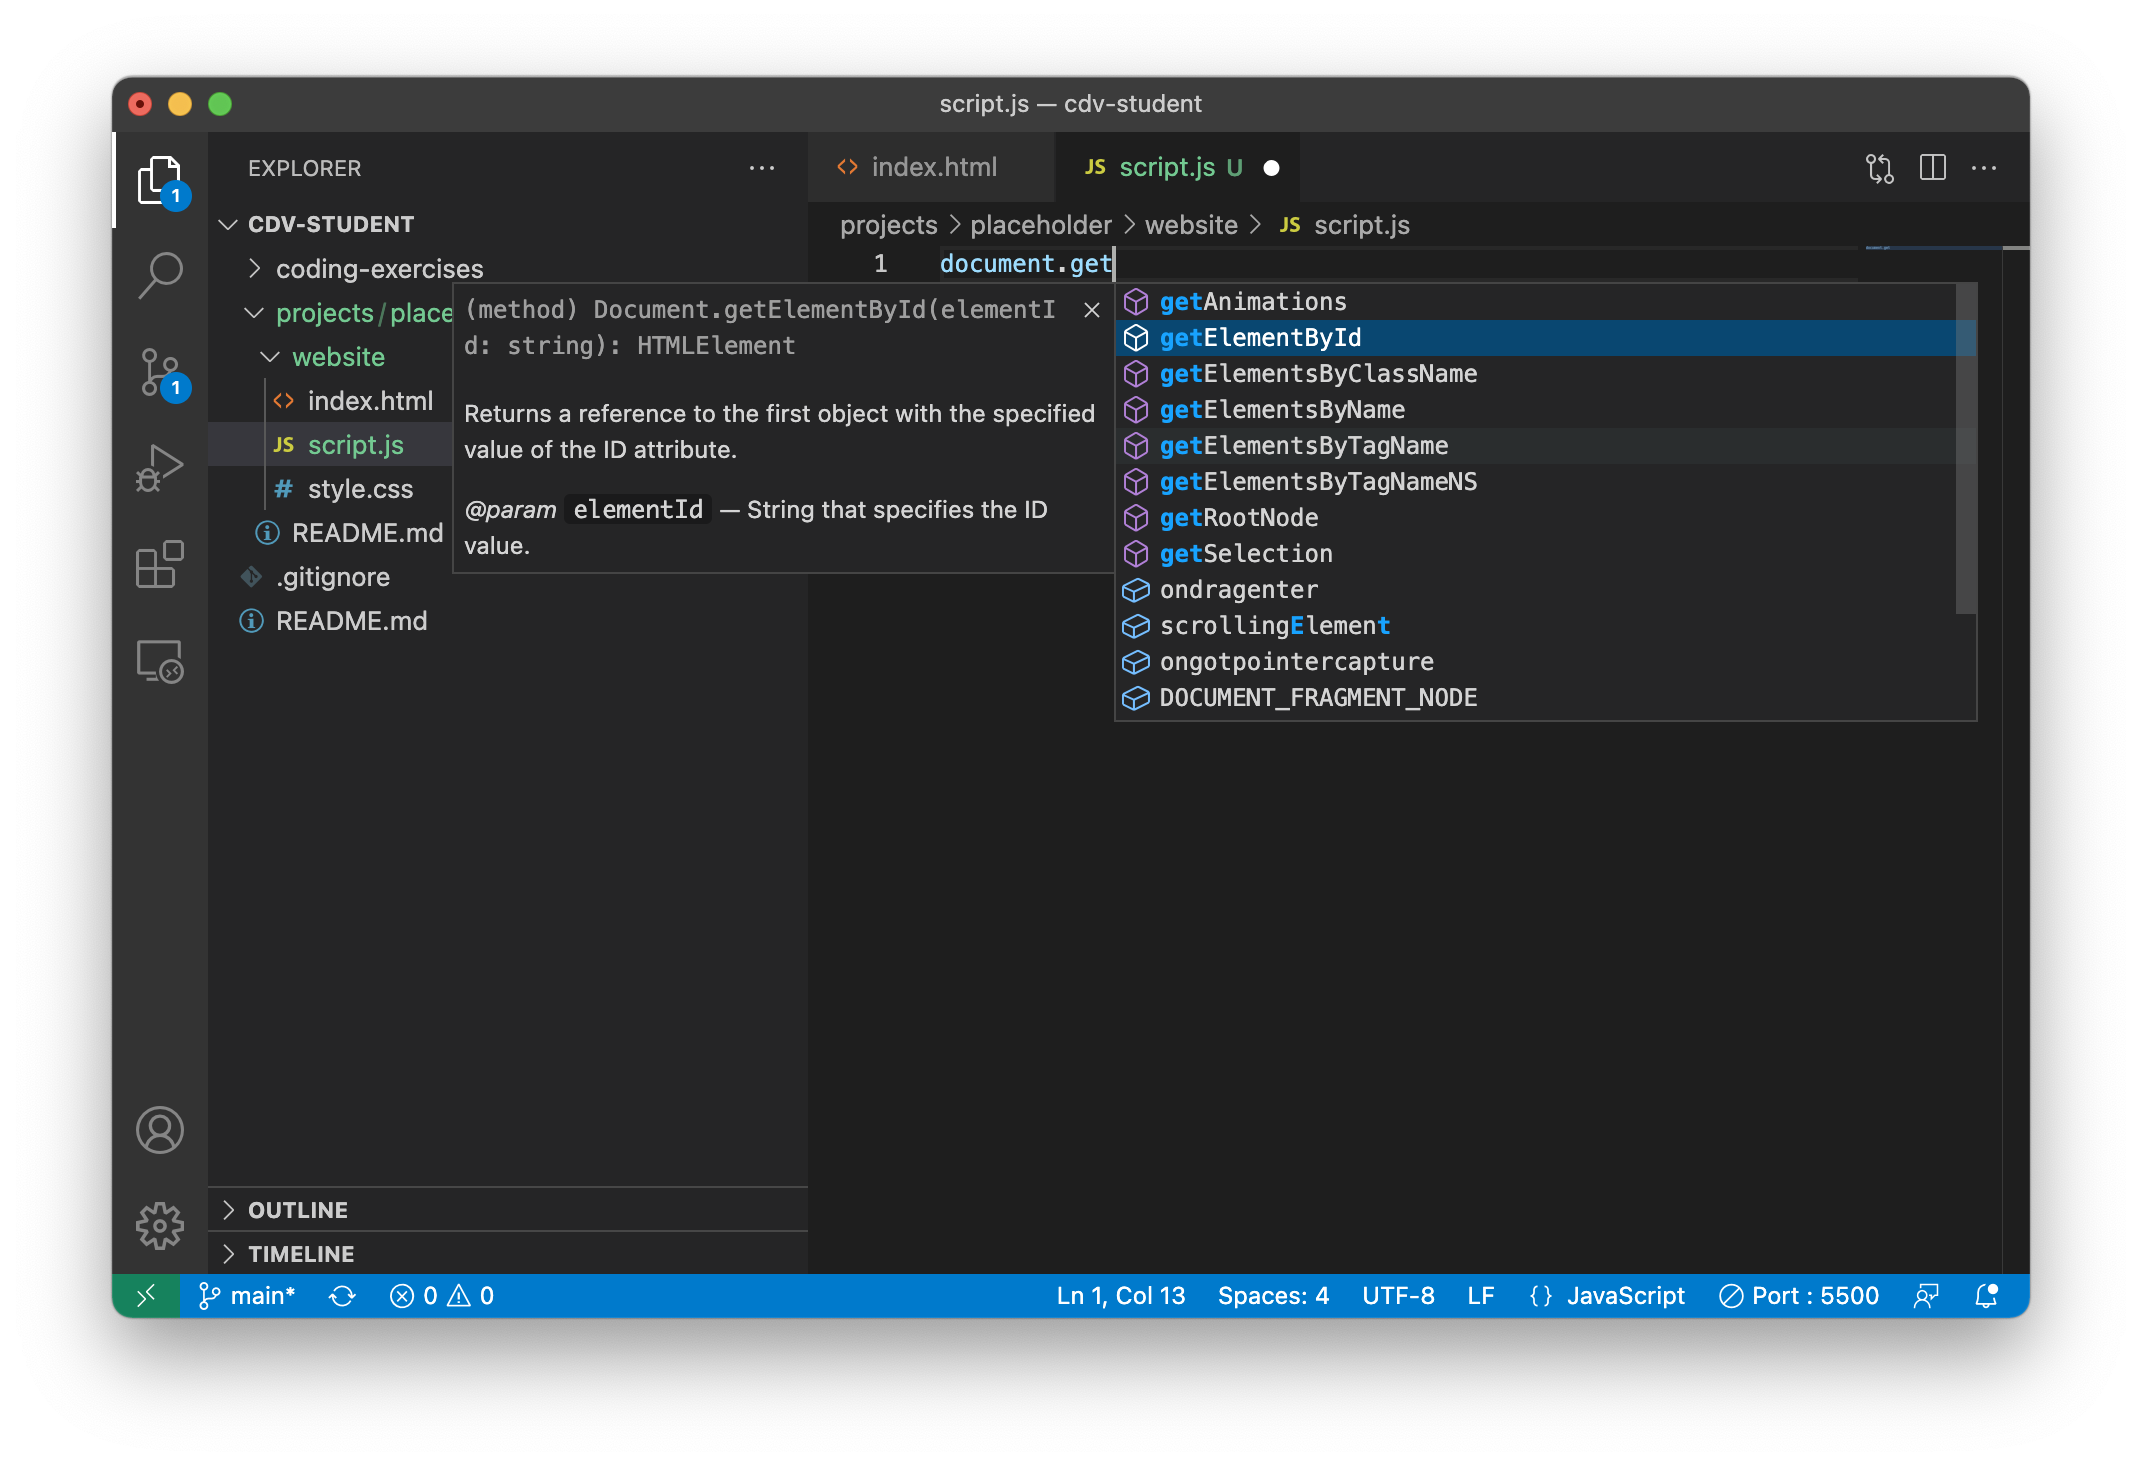 script.js — cdv-student
EXPLORER
1
CDV-STUDENT
coding-exercises
projects/place
website
index.html
JS script.js
# style.css
README.md
.gitignore
README.md
1
OUTLINE
TIMELINE
index.html
JS script.js U
projects > placeholder > website > JS script.js
1 document.get
(method) Document.getElementById(elementI
d: string): HTMLElement
Returns a reference to the first object with the specified
value of the ID attribute.
@param elementId — String that specifies the ID
value.
getAnimations
getElementById
getElementsByClassName
getElementsByName
getElementsByTagName
getElementsByTagNameNS
getRootNode
getSelection
ondragenter
scrollingElement
ongotpointercapture
DOCUMENT_FRAGMENT_NODE
main* 0 0 Ln 1, Col 13 Spaces: 4 UTF-8 LF {} JavaScript Port : 5500